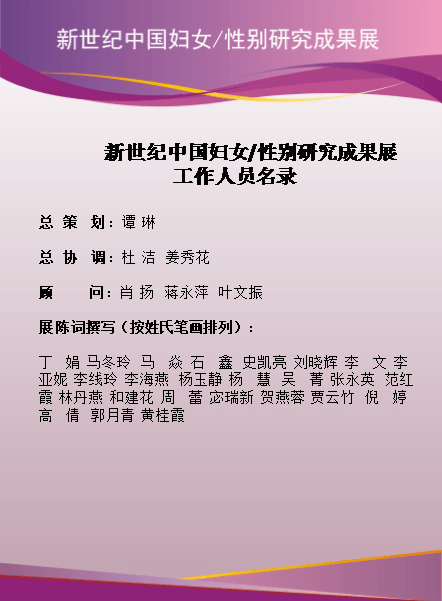 新世纪中国妇女/性别研究成果展
新世纪中国妇女/性别研究成果展
工作人员名录
总 策 划：谭 琳
总 协 调：杜 洁 姜秀花
顾 问：肖 扬 蒋永萍 叶文振
展陈词撰写（按姓氏笔画排列）：
丁 娟 马冬玲 马 焱 石 鑫 史凯亮 刘晓辉 李 文 李
亚妮 李线玲 李海燕 杨玉静 杨 慧 吴 菁 张永英 范红
霞 林丹燕 和建花 周 蕾 宓瑞新 贺燕蓉 贾云竹 倪 婷
高 倩 郭月青 黄桂霞